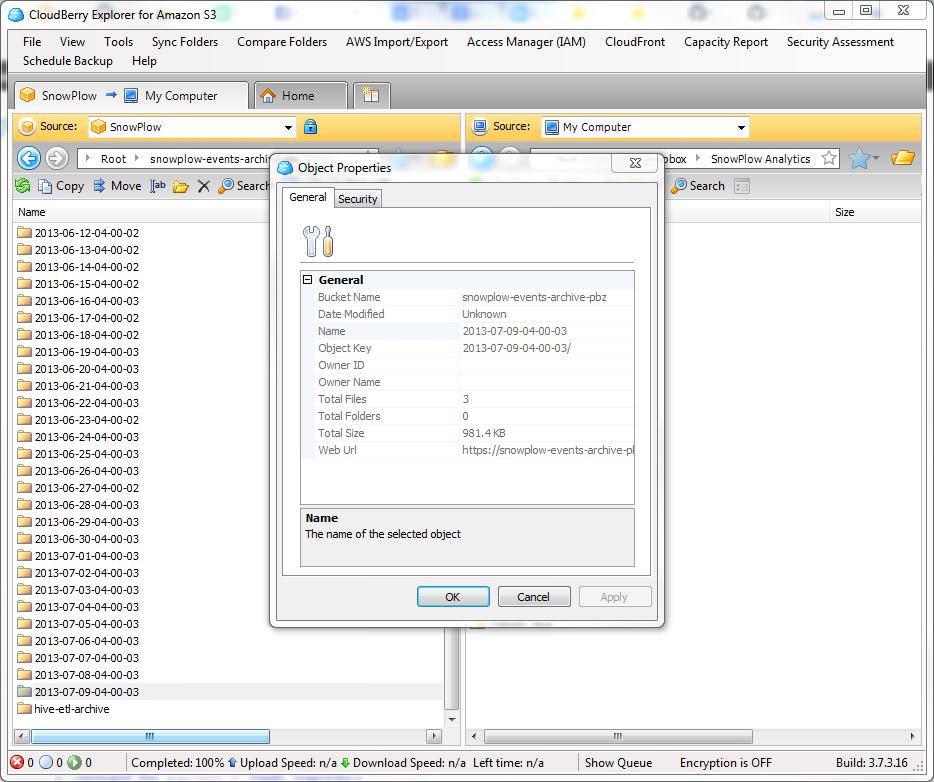 CloudBerry Explorer for Amazon S3
File View Tools Sync Folders Compare Folders AWS Import/Export Access Manager (IAM) CloudFront Capacity Report Security Assessment
Schedule Backup Help
SnowPlow My Computer Home
Source: SnowPlow Source: My Computer
Root snowplow-events-archi SnowPlow Analytics
Copy Move Search Search
Name Size
2013-06-12-04-00-02
2013-06-13-04-00-02
2013-06-14-04-00-02
2013-06-15-04-00-02
2013-06-16-04-00-03
2013-06-17-04-00-02
2013-06-18-04-00-02
2013-06-19-04-00-03
2013-06-20-04-00-03
2013-06-21-04-00-03
2013-06-22-04-00-03
2013-06-23-04-00-02
2013-06-24-04-00-03
2013-06-25-04-00-03
2013-06-26-04-00-03
2013-06-27-04-00-02
2013-06-28-04-00-03
2013-06-29-04-00-03
2013-06-30-04-00-03
2013-07-01-04-00-03
2013-07-02-04-00-03
2013-07-03-04-00-03
2013-07-04-04-00-03
2013-07-05-04-00-03
2013-07-06-04-00-03
2013-07-07-04-00-03
2013-07-08-04-00-03
2013-07-09-04-00-03
hive-etl-archive
Object Properties
General Security
General
Bucket Name snowplow-events-archive-pbz
Date Modified Unknown
Name 2013-07-09-04-00-03
Object Key 2013-07-09-04-00-03/
Owner ID
Owner Name
Total Files 3
Total Folders 0
Total Size 981.4 KB
Web Url https://snowplow-events-archive-pl
Name
The name of the selected object
OK Cancel Apply
0 0 0 Completed: 100% Upload Speed: n/a Download Speed: n/a Left time: n/a Show Queue Encryption is OFF Build: 3.7.3.16